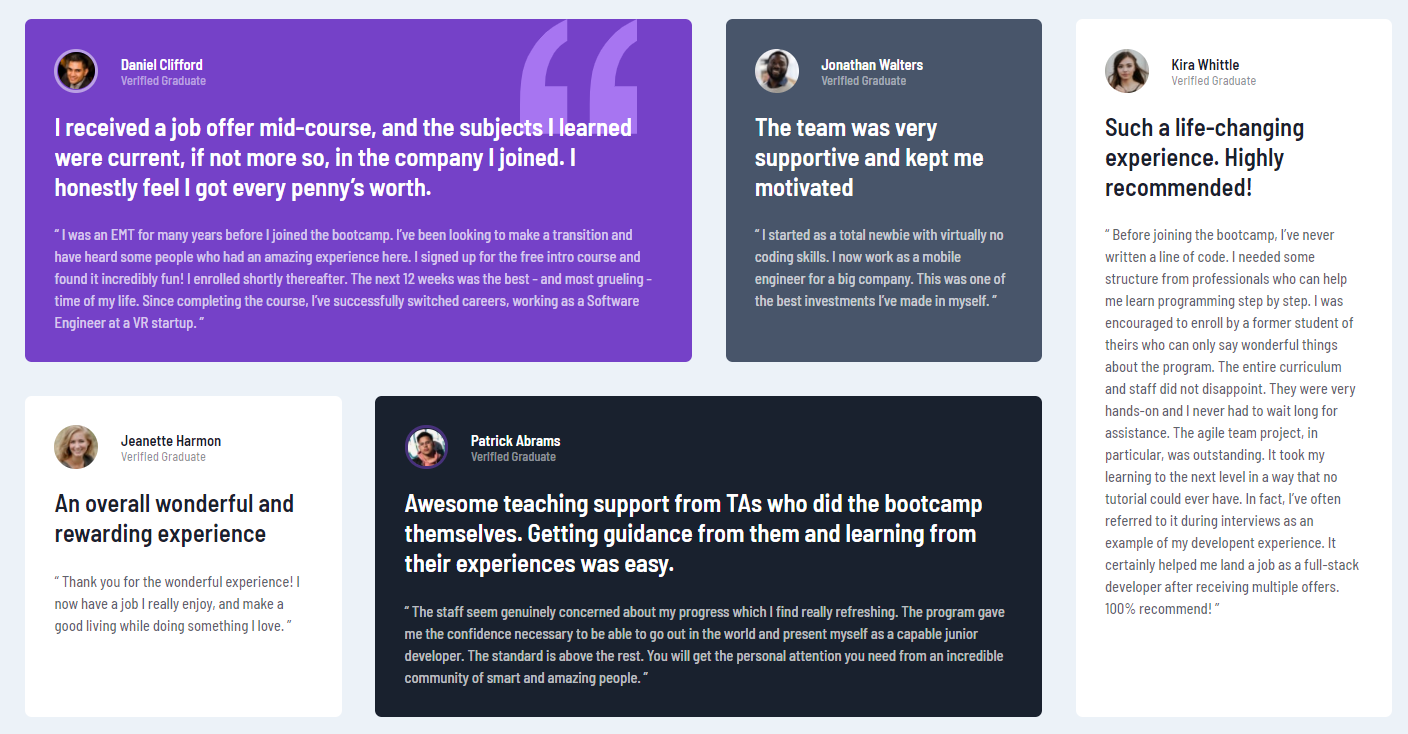 Daniel Clifford
Verified Graduate
I received a job offer mid-course, and the subjects I learned
were current, if not more so, in the company I joined. I
honestly feel I got every penny’s worth.
“ I was an EMT for many years before I joined the bootcamp. I’ve been looking to make a transition and
have heard some people who had an amazing experience here. I signed up for the free intro course and
found it incredibly fun! I enrolled shortly thereafter. The next 12 weeks was the best - and most grueling -
time of my life. Since completing the course, I’ve successfully switched careers, working as a Software
Engineer at a VR startup. ”
Jonathan Walters
Verified Graduate
The team was very
supportive and kept me
motivated
“ I started as a total newbie with virtually no
coding skills. I now work as a mobile
engineer for a big company. This was one of
the best investments I’ve made in myself. ”
Kira Whittle
Verified Graduate
Such a life-changing
experience. Highly
recommended!
“ Before joining the bootcamp, I’ve never
written a line of code. I needed some
structure from professionals who can help
me learn programming step by step. I was
encouraged to enroll by a former student of
theirs who can only say wonderful things
about the program. The entire curriculum
and staff did not disappoint. They were very
hands-on and I never had to wait long for
assistance. The agile team project, in
particular, was outstanding. It took my
learning to the next level in a way that no
tutorial could ever have. In fact, I’ve often
referred to it during interviews as an
example of my developent experience. It
certainly helped me land a job as a full-stack
developer after receiving multiple offers.
100% recommend! ”
Jeanette Harmon
Verified Graduate
An overall wonderful and
rewarding experience
“ Thank you for the wonderful experience! I
now have a job I really enjoy, and make a
good living while doing something I love. ”
Patrick Abrams
Verified Graduate
Awesome teaching support from TAs who did the bootcamp
themselves. Getting guidance from them and learning from
their experiences was easy.
“ The staff seem genuinely concerned about my progress which I find really refreshing. The program gave
me the confidence necessary to be able to go out in the world and present myself as a capable junior
developer. The standard is above the rest. You will get the personal attention you need from an incredible
community of smart and amazing people. ”